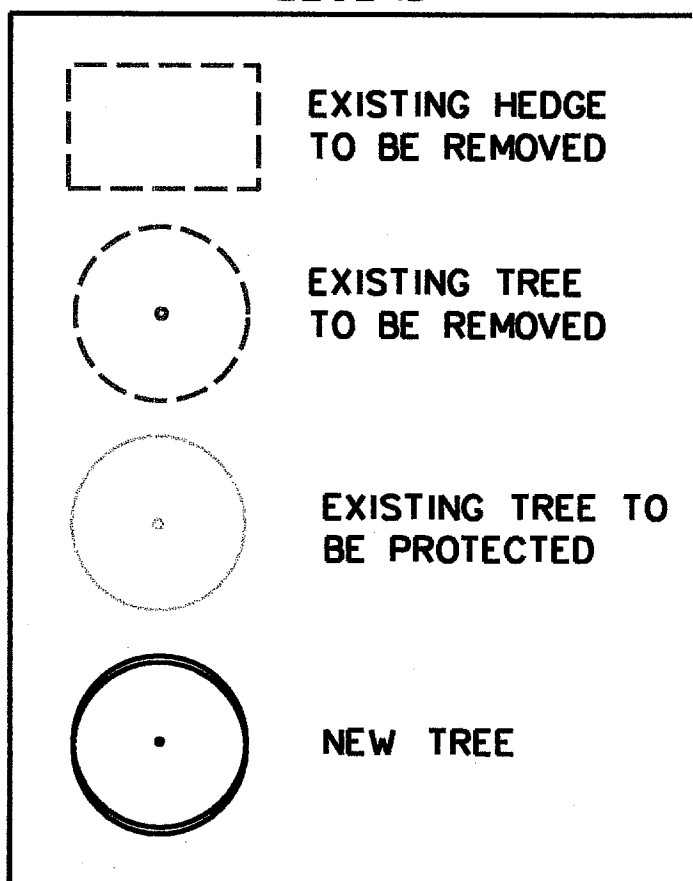 EXISTING HEDGE
TO BE REMOVED
EXISTING TREE
TO BE REMOVED
EXISTING TREE TO
BE PROTECTED
NEW TREE